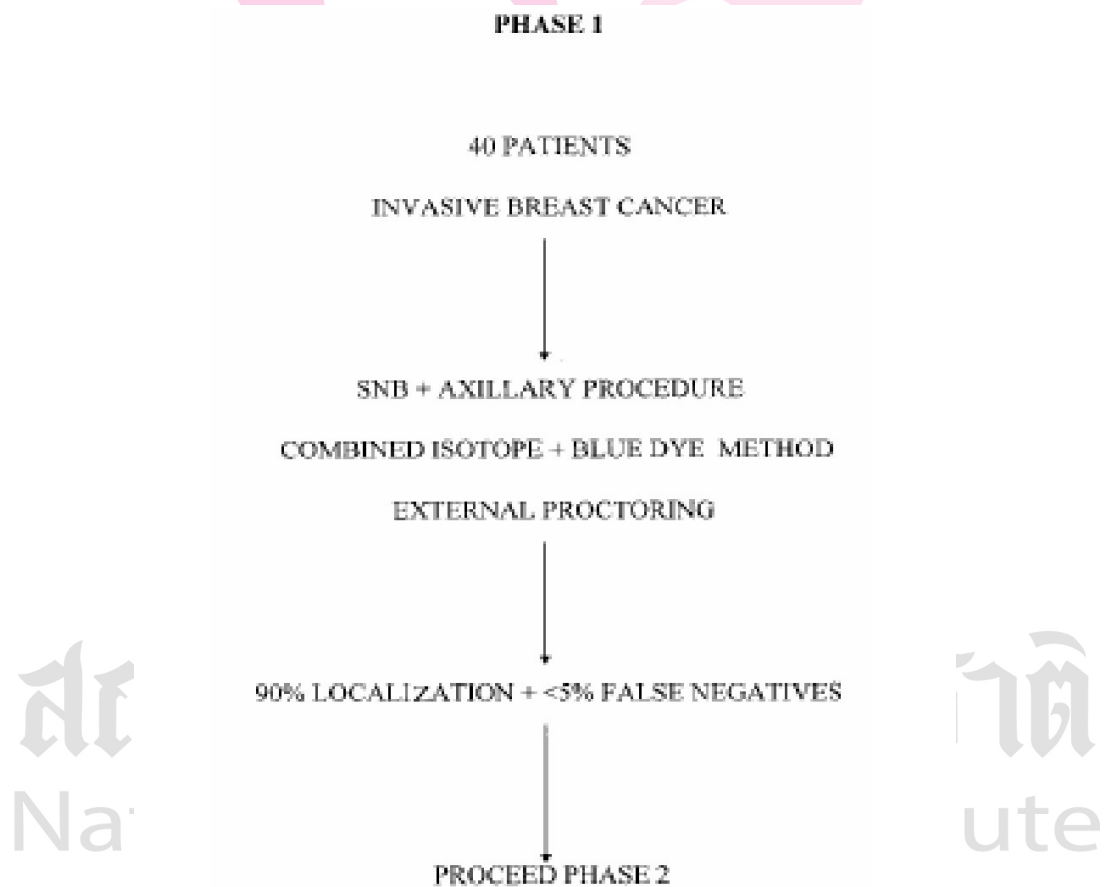 PHASE 1
40 PATIENTS
INVASIVE BREAST CANCER
SNB + AXILLARY PROCEDURE
COMBINED ISOTOPE + BLUE DYE METHOD
EXTERNAL PROCTORING
90% LOCALIZATION + <5% FALSE NEGATIVES
PROCEED PHASE 2